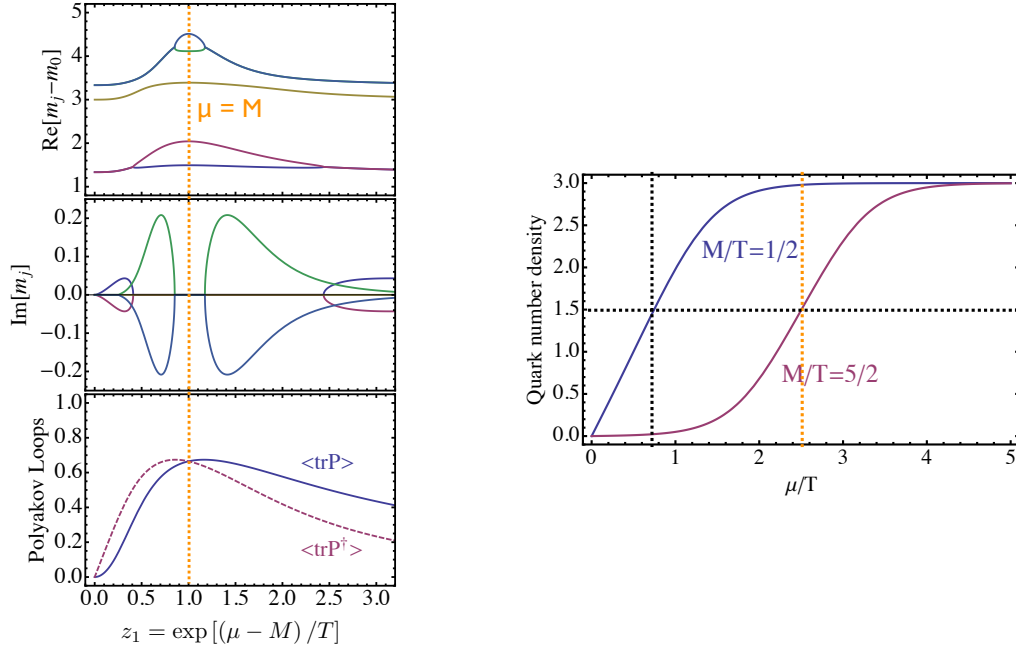 Re[m_j−m_0]
5
4
3
2
1
μ = M
Im[m_j]
0.2
0.1
0.0
−0.1
−0.2
Polyakov Loops
1.0
0.8
0.6
0.4
0.2
0.0
<trP>
<trP†>
0.0 0.5 1.0 1.5 2.0 2.5 3.0
z_1 = exp [(μ − M) /T]
Quark number density
3.0
2.5
2.0
1.5
1.0
0.5
0.0
M/T=1/2
M/T=5/2
0 1 2 3 4 5
μ/T